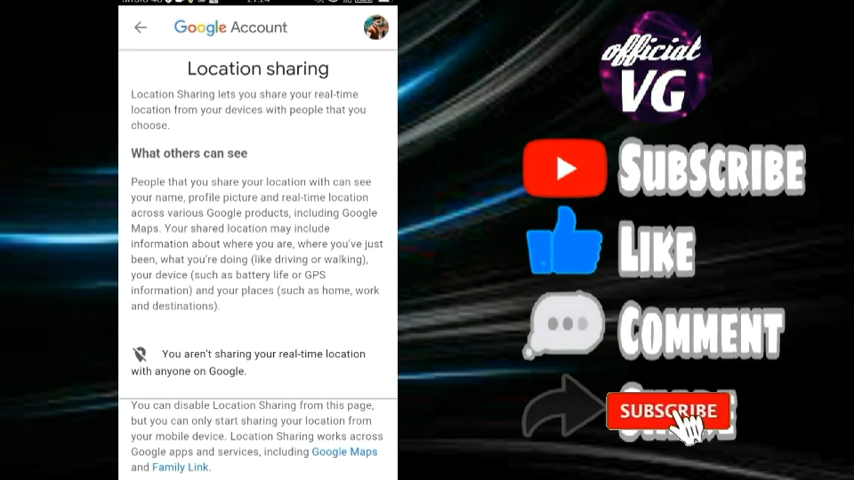 21:24
Google Account
Location sharing
Location Sharing lets you share your real-time
location from your devices with people that you
choose.
What others can see
People that you share your location with can see
your name, profile picture and real-time location
across various Google products, including Google
Maps. Your shared location may include
information about where you are, where you've just
been, what you're doing (like driving or walking),
your device (such as battery life or GPS
information) and your places (such as home, work
and destinations).
You aren't sharing your real-time location
with anyone on Google.
You can disable Location Sharing from this page,
but you can only start sharing your location from
your mobile device. Location Sharing works across
Google apps and services, including Google Maps
and Family Link.
official
VG
SUBSCRIBE
LIKE
COMMENT
SUBSCRIBE